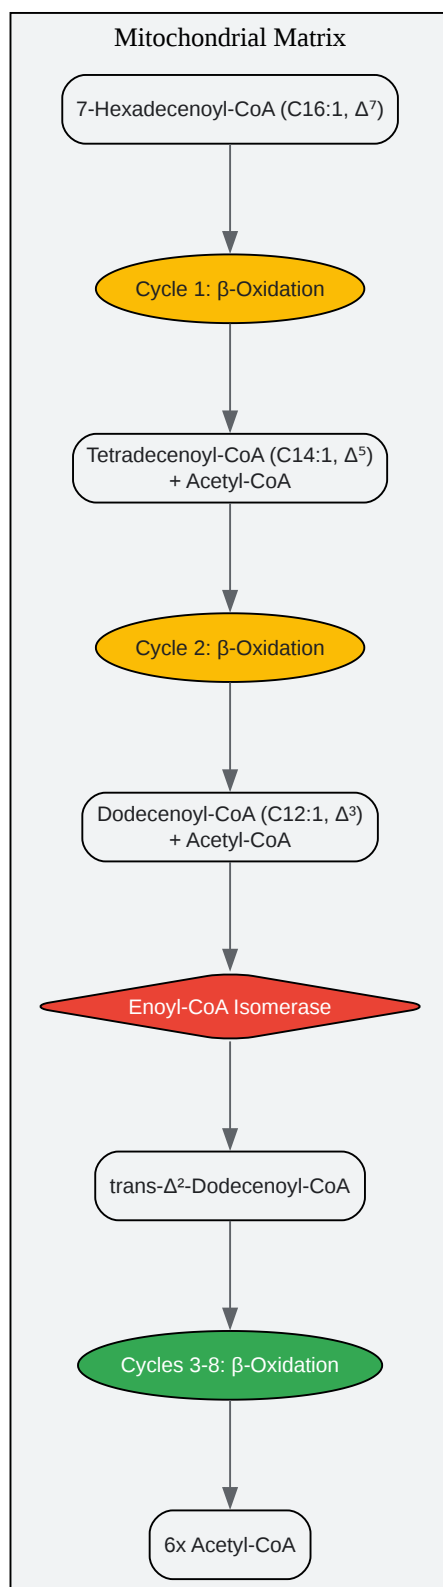 Mitochondrial Matrix
7-Hexadecenoyl-CoA (C16:1, Δ⁷)
Cycle 1: β-Oxidation
Tetradecenoyl-CoA (C14:1, Δ⁵)
+ Acetyl-CoA
Cycle 2: β-Oxidation
Dodecenoyl-CoA (C12:1, Δ³)
+ Acetyl-CoA
Enoyl-CoA Isomerase
trans-Δ²-Dodecenoyl-CoA
Cycles 3-8: β-Oxidation
6x Acetyl-CoA